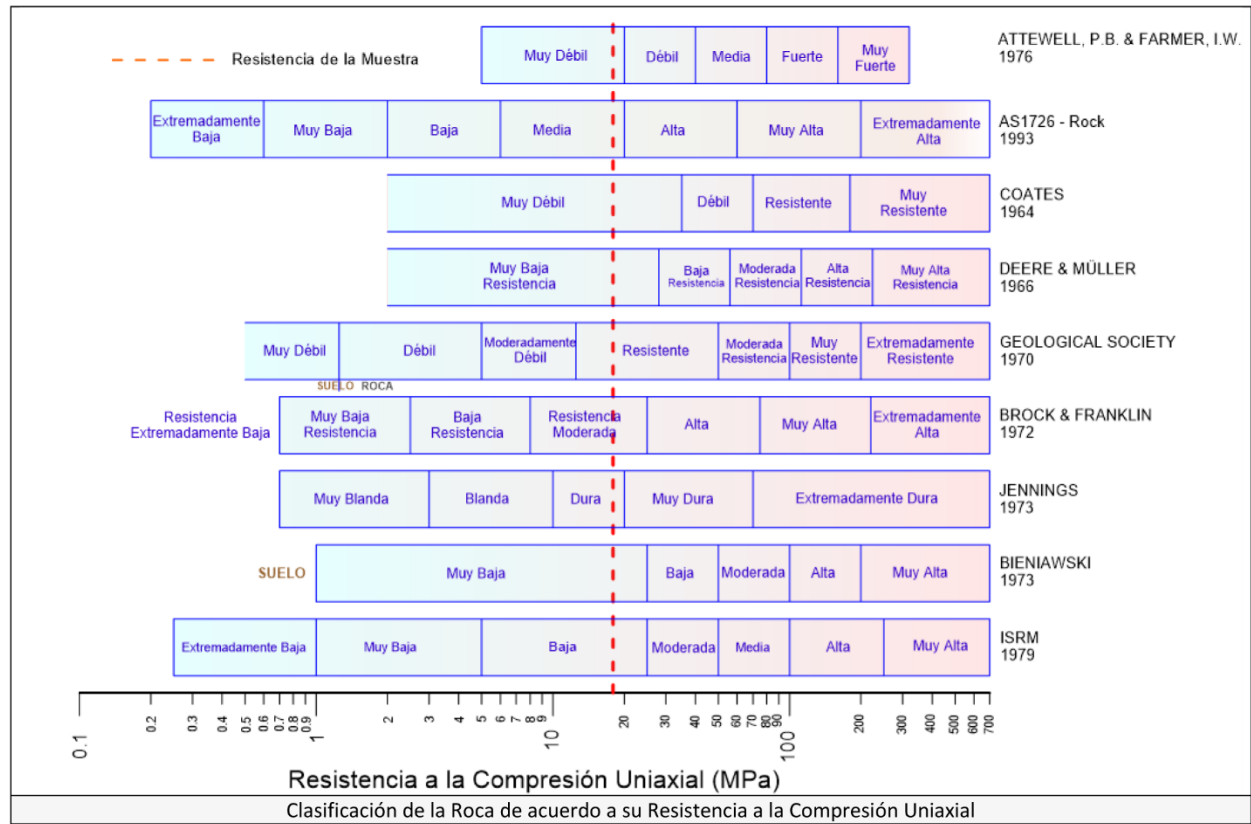 Resistencia de la Muestra
Muy Débil
Débil
Media
Fuerte
Muy
Fuerte
ATTEWELL, P.B. & FARMER, I.W.
1976
Extremadamente
Baja
Muy Baja
Baja
Media
Alta
Muy Alta
Extremadamente
Alta
AS1726 - Rock
1993
Muy Débil
Débil
Resistente
Muy
Resistente
COATES
1964
Muy Baja
Resistencia
Baja
Resistencia
Moderada
Resistencia
Alta
Resistencia
Muy Alta
Resistencia
DEERE & MÜLLER
1966
Muy Débil
Débil
Moderadamente
Débil
Resistente
Moderada
Resistencia
Muy
Resistente
Extremadamente
Resistente
GEOLOGICAL SOCIETY
1970
SUELO ROCA
Resistencia
Extremadamente Baja
Muy Baja
Resistencia
Baja
Resistencia
Resistencia
Moderada
Alta
Muy Alta
Extremadamente
Alta
BROCK & FRANKLIN
1972
Muy Blanda
Blanda
Dura
Muy Dura
Extremadamente Dura
JENNINGS
1973
SUELO
Muy Baja
Baja
Moderada
Alta
Muy Alta
BIENIAWSKI
1973
Extremadamente Baja
Muy Baja
Baja
Moderada
Media
Alta
Muy Alta
ISRM
1979
0.1
0.2
0.3
0.4
0.5
0.6
0.7
0.8
0.9
1
2
3
4
5
6
7
8
9
10
20
30
40
50
60
70
80
90
100
200
300
400
500
600
700
Resistencia a la Compresión Uniaxial (MPa)
Clasificación de la Roca de acuerdo a su Resistencia a la Compresión Uniaxial